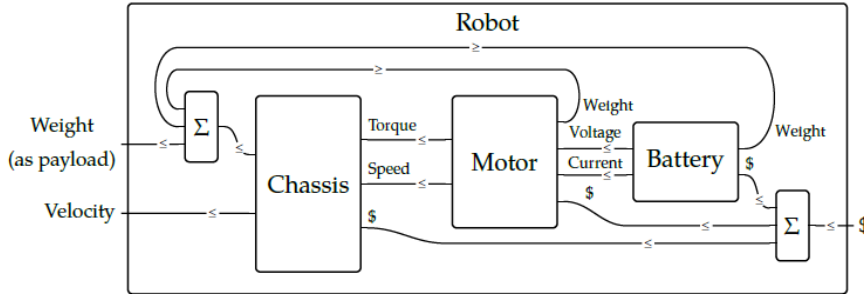 Robot
≥
≥
Weight
(as payload)
≤
Σ
≤
Chassis
Torque
≤
Speed
≤
$
Motor
Weight
Voltage
≤
Current
≤
$
Battery
Weight
$
≤
Velocity
≤
≤
≤
Σ
≤
$